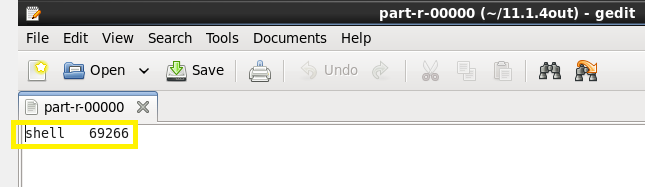 part-r-00000 (~/11.1.4out) - gedit
File Edit View Search Tools Documents Help
Open Save Undo
part-r-00000
shell 69266